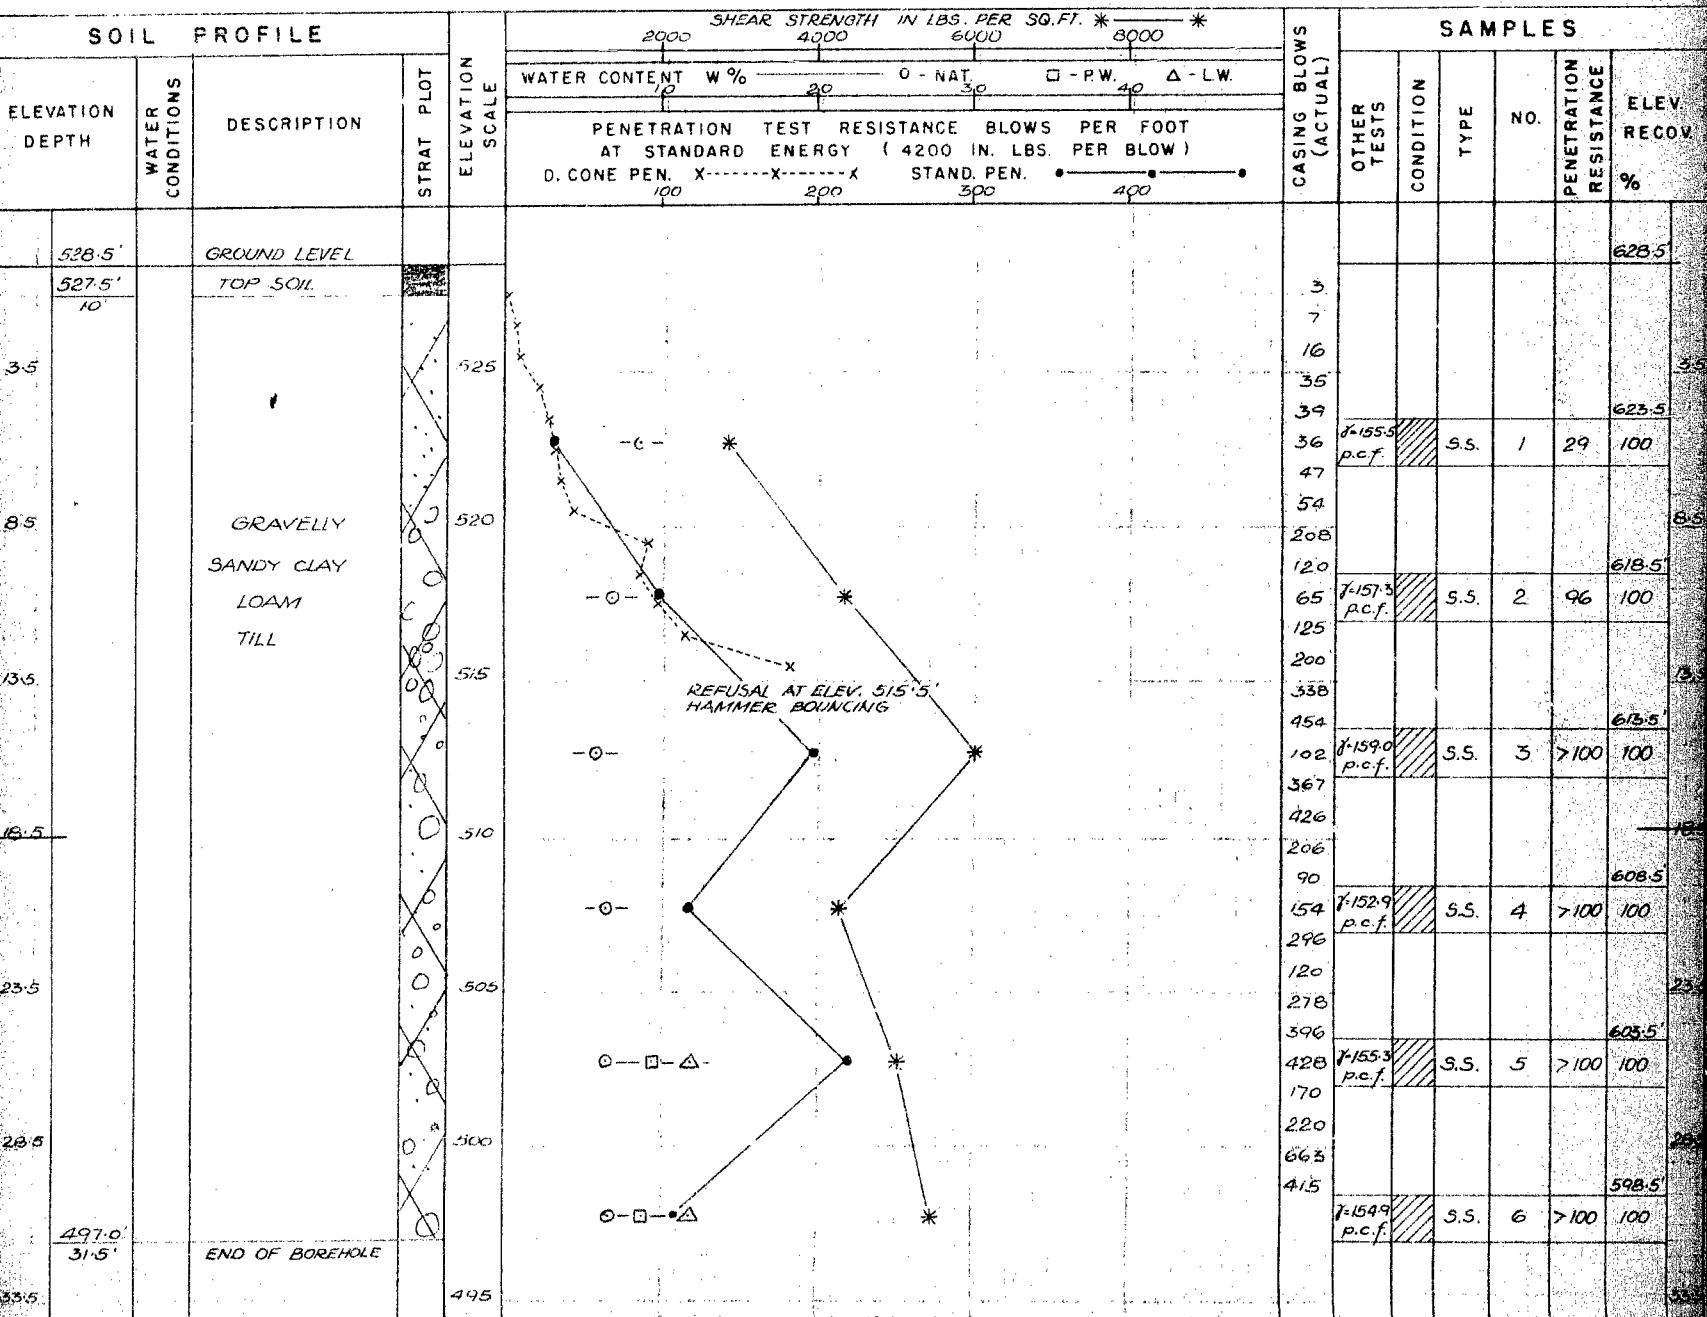 SOIL PROFILE
ELEVATION DEPTH
WATER CONDITIONS
DESCRIPTION
STRAT PLOT
ELEVATION SCALE
SHEAR STRENGTH IN LBS. PER SQ.FT. * — *
2000 4000 6000 8000
WATER CONTENT W % — O - NAT. □ - P.W. Δ - L.W.
10 20 30 40
PENETRATION TEST RESISTANCE BLOWS PER FOOT
AT STANDARD ENERGY ( 4200 IN. LBS. PER BLOW )
D. CONE PEN. X-------X-------X STAND. PEN. ●—●—●
100 200 300 400
CASING BLOWS (ACTUAL)
SAMPLES
OTHER TESTS
CONDITION
TYPE
NO.
PENETRATION RESISTANCE
ELEV. RECOV. %
528.5' GROUND LEVEL 628.5'
527.5' TOP SOIL 3
10' 7
16
3.5 525 3.5
35
39 623.5'
36 γ=155.5 p.c.f. S.S. 1 29 100
47
54
8.5 GRAVELLY 520 8.5
208
SANDY CLAY 120 618.5'
LOAM 65 γ=157.3 p.c.f. S.S. 2 96 100
TILL 125
200
13.5 515 13.5
REFUSAL AT ELEV. 515.5' 338
HAMMER BOUNCING 454 613.5'
102 γ=159.0 p.c.f. S.S. 3 >100 100
367
426
18.5 510
206
90 608.5'
154 γ=152.9 p.c.f. S.S. 4 >100 100
296
120
23.5 505
278
396 603.5'
428 γ=155.3 p.c.f. S.S. 5 >100 100
170
220
28.5 500
663
415 598.5'
γ=154.9 p.c.f. S.S. 6 >100 100
497.0'
31.5' END OF BOREHOLE
33.5 495